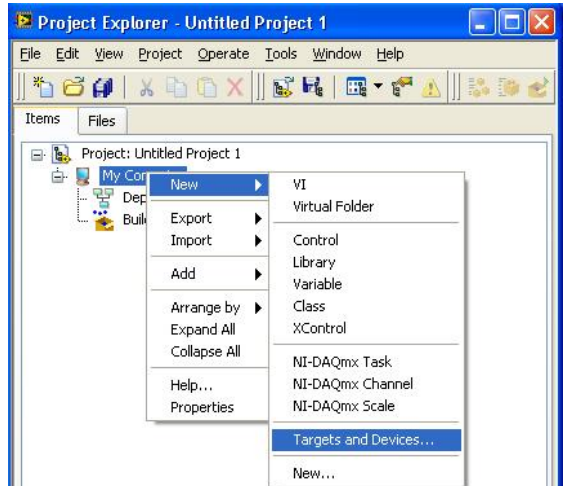 Project Explorer - Untitled Project 1
File Edit View Project Operate Tools Window Help
Items Files
Project: Untitled Project 1
My Con
Dep
Buil
New
Export
Import
Add
Arrange by
Expand All
Collapse All
Help...
Properties
VI
Virtual Folder
Control
Library
Variable
Class
XControl
NI-DAQmx Task
NI-DAQmx Channel
NI-DAQmx Scale
Targets and Devices...
New...